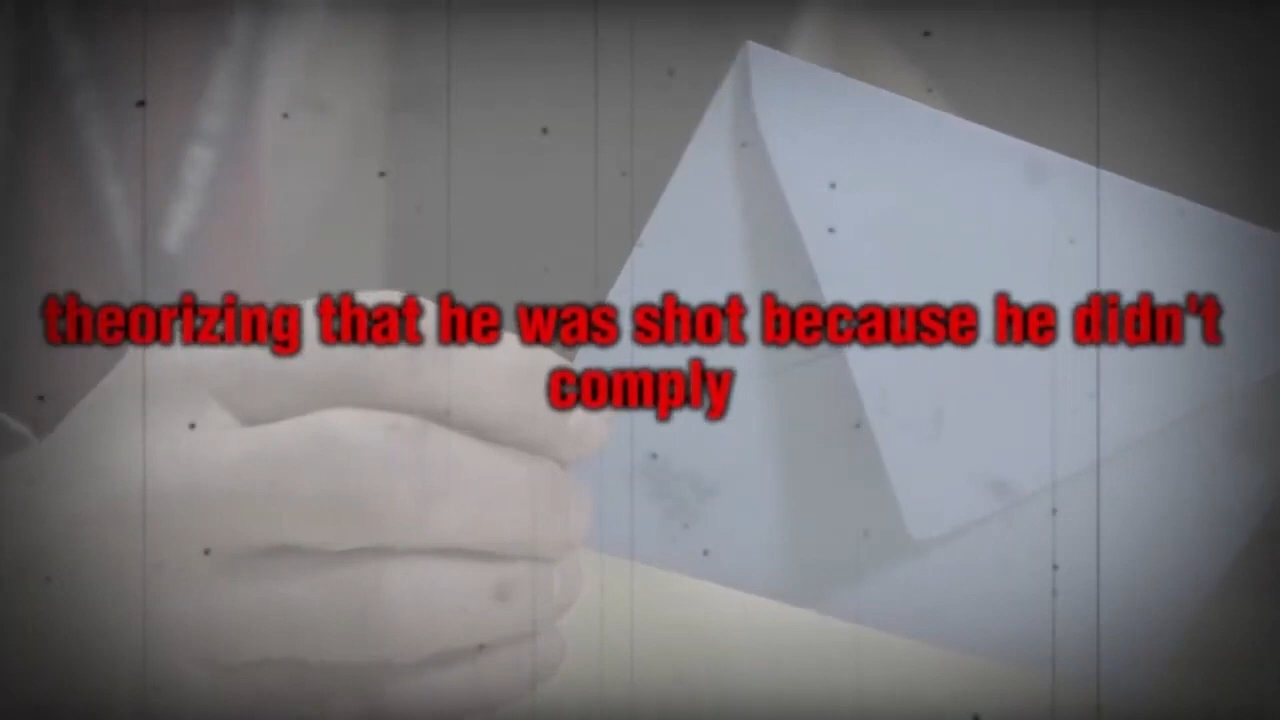 theorizing that he was shot because he didn't
comply